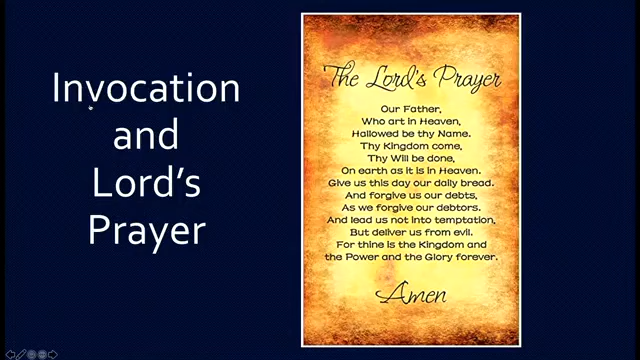 Invocation
and
Lord's
Prayer
The Lord's Prayer
Our Father,
Who art in Heaven,
Hallowed be thy Name.
Thy Kingdom come,
Thy Will be done,
On earth as it is in Heaven.
Give us this day our daily bread.
And forgive us our debts,
As we forgive our debtors.
And lead us not into temptation,
But deliver us from evil.
For thine is the Kingdom and
the Power and the Glory forever.
Amen